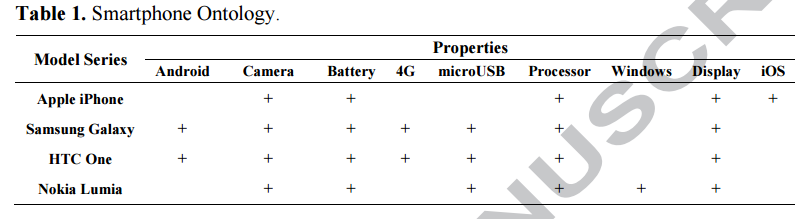 Table 1. Smartphone Ontology.
Model Series Properties
Android Camera Battery 4G microUSB Processor Windows Display iOS
Apple iPhone + + + + +
Samsung Galaxy + + + + + + +
HTC One + + + + + + +
Nokia Lumia + + + + + +
NUSCR